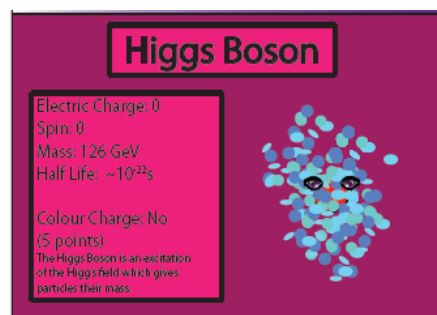 Higgs Boson
Electric Charge: 0
Spin: 0
Mass: 126 GeV
Half Life: ~10⁻²²s
Colour Charge: No
(5 points)
The Higgs Boson is an excitation
of the Higgs field which gives
particles their mass